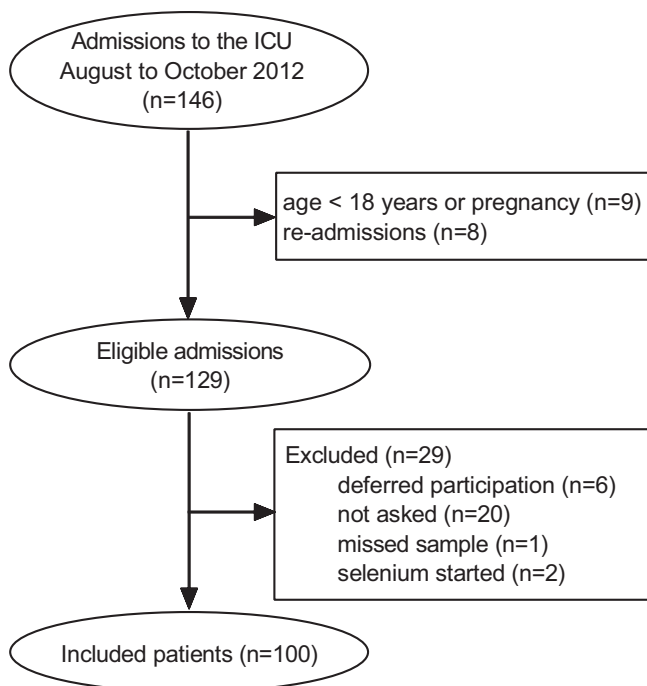 Admissions to the ICU
August to October 2012
(n=146)
age < 18 years or pregnancy (n=9)
re-admissions (n=8)
Eligible admissions
(n=129)
Excluded (n=29)
deferred participation (n=6)
not asked (n=20)
missed sample (n=1)
selenium started (n=2)
Included patients (n=100)